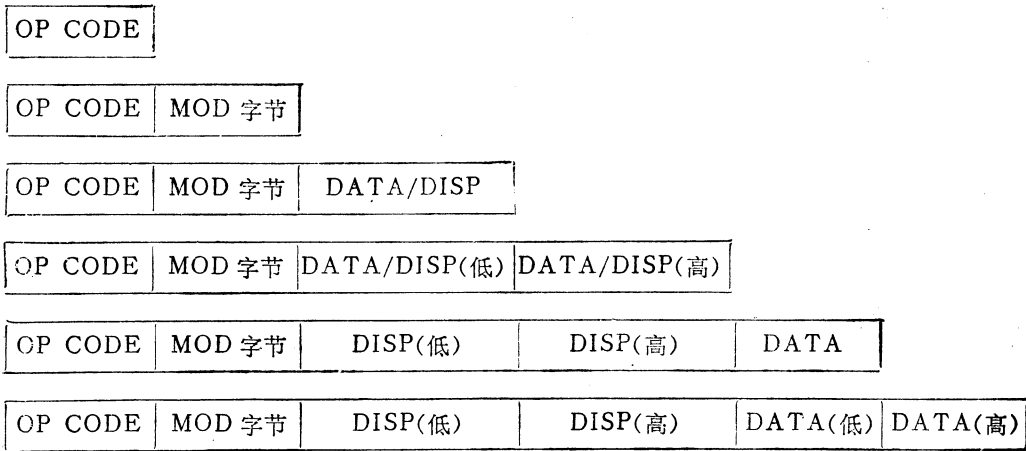 OP CODE
OP CODE MOD 字节
OP CODE MOD 字节 DATA/DISP
OP CODE MOD 字节 DATA/DISP(低) DATA/DISP(高)
OP CODE MOD 字节 DISP(低) DISP(高) DATA
OP CODE MOD 字节 DISP(低) DISP(高) DATA(低) DATA(高)